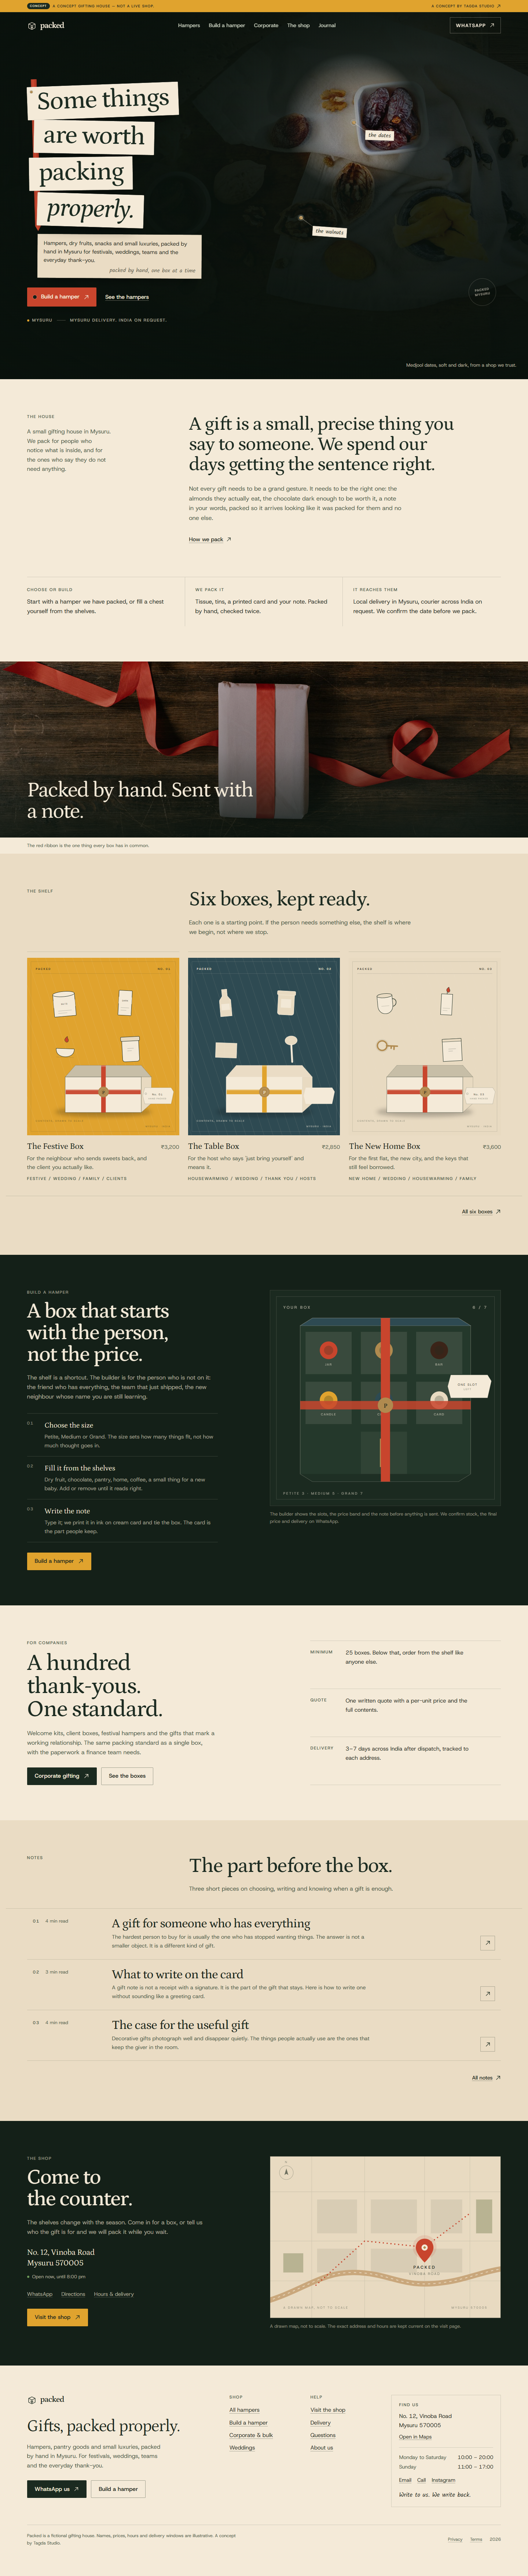 CONCEPT A CONCEPT GIFTING HOUSE — NOT A LIVE SHOP.
A CONCEPT BY TAGDA STUDIO
packed
Hampers Build a hamper Corporate The shop Journal
WHATSAPP
Some things
are worth
packing
properly.
the dates
the walnuts
Hampers, dry fruits, snacks and small luxuries, packed by
hand in Mysuru for festivals, weddings, teams and the
everyday thank-you.
packed by hand, one box at a time
Build a hamper
See the hampers
PACKED
MYSURU
MYSURU MYSURU DELIVERY. INDIA ON REQUEST.
Medjool dates, soft and dark, from a shop we trust.
THE HOUSE
A small gifting house in Mysuru.
We pack for people who
notice what is inside, and for
the ones who say they do not
need anything.
A gift is a small, precise thing you
say to someone. We spend our
days getting the sentence right.
Not every gift needs to be a grand gesture. It needs to be the right one: the
almonds they actually eat, the chocolate dark enough to be worth it, a note
in your words, packed so it arrives looking like it was packed for them and no
one else.
How we pack
CHOOSE OR BUILD
Start with a hamper we have packed, or fill a chest
yourself from the shelves.
WE PACK IT
Tissue, tins, a printed card and your note. Packed
by hand, checked twice.
IT REACHES THEM
Local delivery in Mysuru, courier across India on
request. We confirm the date before we pack.
Packed by hand. Sent with
a note.
The red ribbon is the one thing every box has in common.
THE SHELF
Six boxes, kept ready.
Each one is a starting point. If the person needs something else, the shelf is where
we begin, not where we stop.
PACKED
The Festive Box ₹3,200
For the neighbour who sends sweets back, and
the client you actually like.
FESTIVE / WEDDING / FAMILY / CLIENTS
PACKED
The Table Box ₹2,850
For the host who says 'just bring yourself' and
means it.
HOUSEWARMING / WEDDING / THANK YOU / HOSTS
PACKED
The New Home Box ₹3,600
For the first flat, the new city, and the keys that
still feel borrowed.
NEW HOME / WEDDING / HOUSEWARMING / FAMILY
All six boxes
BUILD A HAMPER
A box that starts
with the person,
not the price.
The shelf is a shortcut. The builder is for the person who is not on it:
the friend who has everything, the team that just shipped, the new
neighbour whose name you are still learning.
01 Choose the size
Petite, Medium or Grand. The size sets how many things fit, not how
much thought goes in.
02 Fill it from the shelves
Dry fruit, chocolate, pantry, home, coffee, a small thing for a new
baby. Add or remove until it reads right.
03 Write the note
Type it; we print it in ink on cream card and tie the box. The card is
the part people keep.
Build a hamper
YOUR BOX 6 / 7
JAR
BAR
ONE SLOT
LEFT
CANDLE
CARD
P
PETITE 3 · MEDIUM 5 · GRAND 7
The builder shows the slots, the price band and the note before anything is sent. We confirm stock, the final
price and delivery on WhatsApp.
FOR COMPANIES
A hundred
thank-yous.
One standard.
Welcome kits, client boxes, festival hampers and the gifts that mark a
working relationship. The same packing standard as a single box,
with the paperwork a finance team needs.
Corporate gifting
See the boxes
MINIMUM 25 boxes. Below that, order from the shelf like
anyone else.
QUOTE One written quote with a per-unit price and the
full contents.
DELIVERY 3–7 days across India after dispatch, tracked to
each address.
NOTES
The part before the box.
Three short pieces on choosing, writing and knowing when a gift is enough.
01 4 min read
A gift for someone who has everything
The hardest person to buy for is usually the one who has stopped wanting things. The answer is not a
smaller object. It is a different kind of gift.
02 3 min read
What to write on the card
A gift note is not a receipt with a signature. It is the part of the gift that stays. Here is how to write one
without sounding like a greeting card.
03 4 min read
The case for the useful gift
Decorative gifts photograph well and disappear quietly. The things people actually use are the ones that
keep the giver in the room.
All notes
THE SHOP
Come to
the counter.
The shelves change with the season. Come in for a box, or tell us
who the gift is for and we will pack it while you wait.
No. 12, Vinoba Road
Mysuru 570005
Open now, until 8:00 pm
WhatsApp Directions Hours & delivery
Visit the shop
PACKED
VINOBA ROAD
A DRAWN MAP, NOT TO SCALE
A drawn map, not to scale. The exact address and hours are kept current on the visit page.
packed
Gifts, packed properly.
Hampers, pantry goods and small luxuries, packed
by hand in Mysuru. For festivals, weddings, teams
and the everyday thank-you.
WhatsApp us
Build a hamper
SHOP
All hampers
Build a hamper
Corporate & bulk
Weddings
HELP
Visit the shop
Delivery
Questions
About us
FIND US
No. 12, Vinoba Road
Mysuru 570005
Open in Maps
Monday to Saturday 10:00 – 20:00
Sunday 11:00 – 17:00
Email Call Instagram
Write to us. We write back.
Packed is a fictional gifting house. Names, prices, hours and delivery windows are illustrative. A concept
by Tagda Studio
Privacy Terms 2026